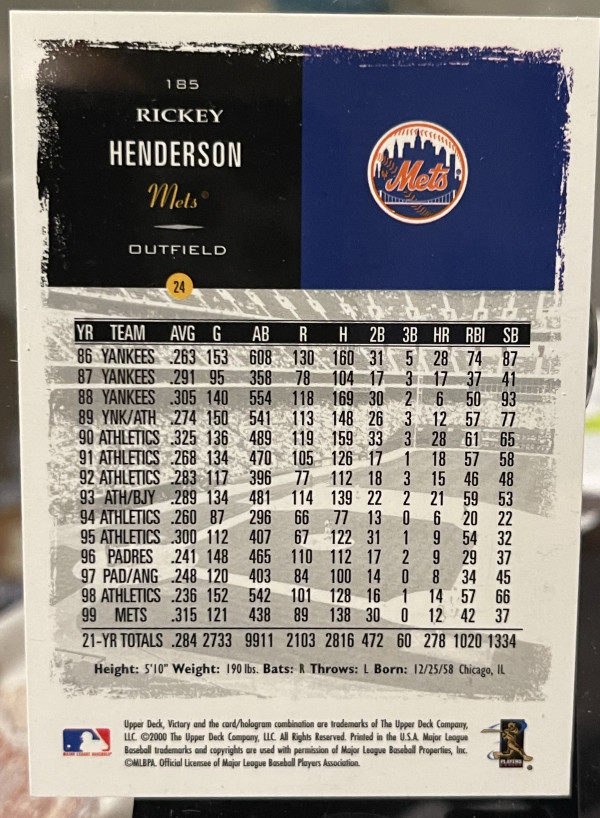 185
RICKEY
HENDERSON
Mets©
OUTFIELD
24
Mets
YR TEAM AVG G AB R H 2B 3B HR RBI SB
86 YANKEES .263 153 608 130 160 31 5 28 74 87
87 YANKEES .291 95 358 78 104 17 3 17 37 41
88 YANKEES .305 140 554 118 169 30 2 6 50 93
89 YNK/ATH .274 150 541 113 148 26 3 12 57 77
90 ATHLETICS .325 136 489 119 159 33 3 28 61 65
91 ATHLETICS .268 134 470 105 126 17 1 18 57 58
92 ATHLETICS .283 117 396 77 112 18 3 15 46 48
93 ATH/BJY .289 134 481 114 139 22 2 21 59 53
94 ATHLETICS .260 87 296 66 77 13 0 6 20 22
95 ATHLETICS .300 112 407 67 122 31 1 9 54 32
96 PADRES .241 148 465 110 112 17 2 9 29 37
97 PAD/ANG .248 120 403 84 100 14 0 8 34 45
98 ATHLETICS .236 152 542 101 128 16 1 14 57 66
99 METS .315 121 438 89 138 30 0 12 42 37
21-YR TOTALS .284 2733 9911 2103 2816 472 60 278 1020 1334
Height: 5'10" Weight: 190 lbs. Bats: R Throws: L Born: 12/25/58 Chicago, IL
Upper Deck, Victory and the card/hologram combination are trademarks of The Upper Deck Company,
LLC. ©2000 The Upper Deck Company, LLC. All Rights Reserved. Printed in the U.S.A. Major League
Baseball trademarks and copyrights are used with permission of Major League Baseball Properties, Inc.
©MLBPA. Official Licensee of Major League Baseball Players Association.
MAJOR LEAGUE BASEBALL
PLAYERS